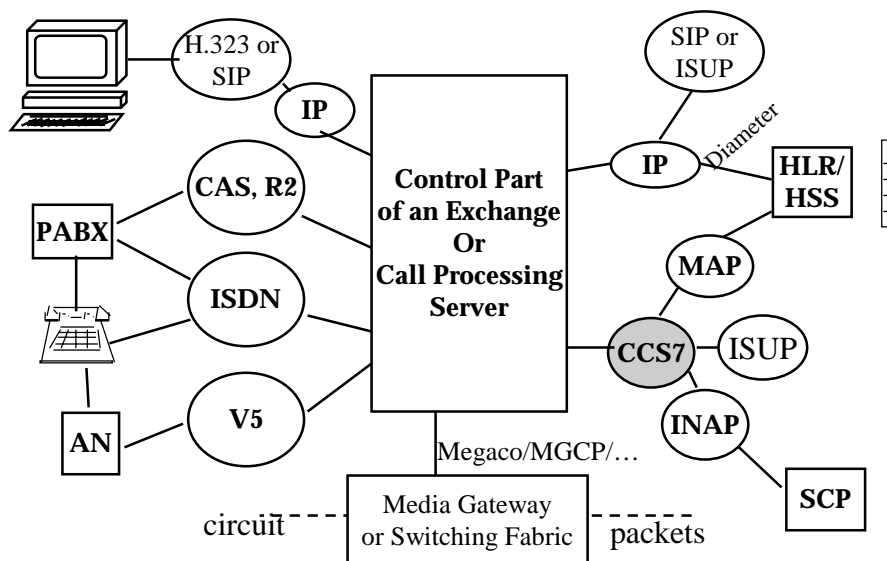 H.323 or
SIP
IP
SIP or
ISUP
Diameter
IP
HLR/
HSS
CAS, R2
Control Part
of an Exchange
Or
Call Processing
Server
PABX
MAP
ISDN
CCS7
ISUP
V5
INAP
AN
Megaco/MGCP/…
SCP
Media Gateway
or Switching Fabric
circuit
packets